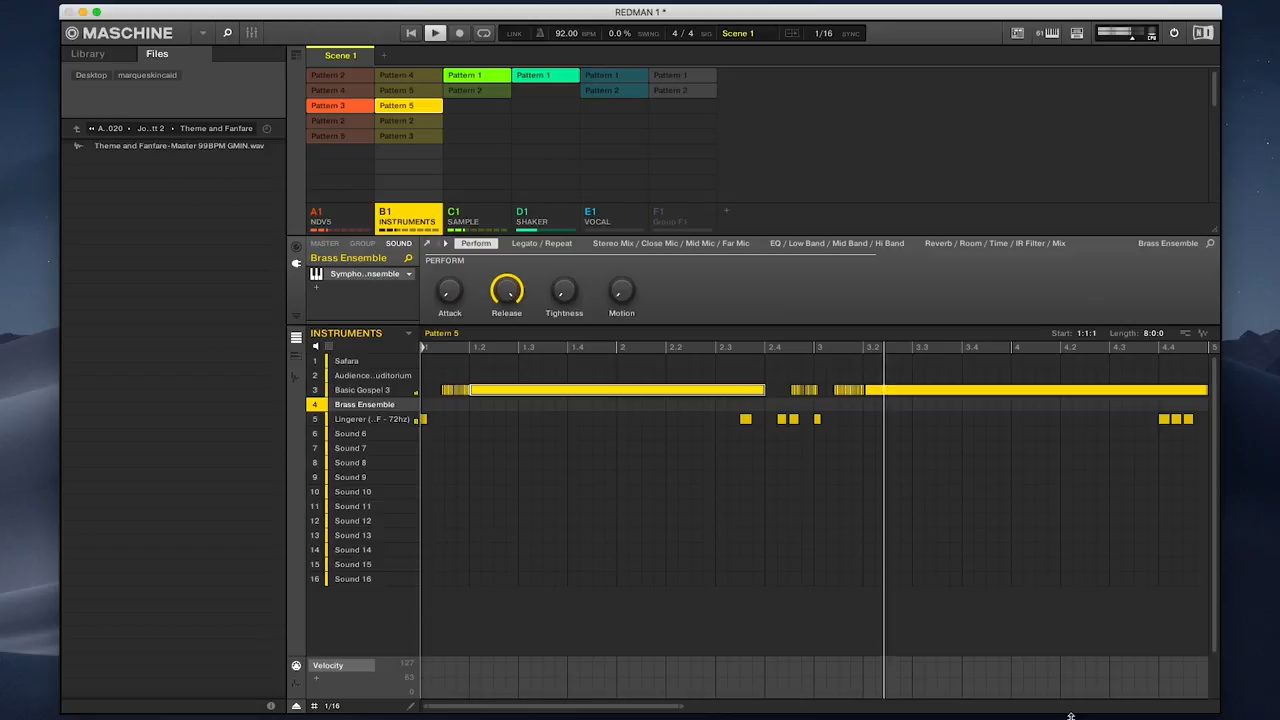 REDMAN 1 *
MASCHINE
LINK
92.00 BPM
0.0% SWING
4 / 4 SIG
Scene 1
1/16 SYNC
CPU
Library
Files
Desktop
marqueskincaid
A..020 • Jo..tt 2 • Theme and Fanfare
Theme and Fanfare-Master 99BPM GMIN.wav
Scene 1
+
Pattern 2
Pattern 4
Pattern 1
Pattern 1
Pattern 1
Pattern 1
Pattern 4
Pattern 5
Pattern 2
Pattern 2
Pattern 2
Pattern 3
Pattern 5
Pattern 2
Pattern 2
Pattern 5
Pattern 3
A1
NDV5
B1
INSTRUMENTS
C1
SAMPLE
D1
SHAKER
E1
VOCAL
F1
Group F1
+
MASTER
GROUP
SOUND
Perform
Legato / Repeat
Stereo Mix / Close Mic / Mid Mic / Far Mic
EQ / Low Band / Mid Band / Hi Band
Reverb / Room / Time / IR Filter / Mix
Brass Ensemble
Brass Ensemble
Sympho..nsemble
+
PERFORM
Attack
Release
Tightness
Motion
INSTRUMENTS
Pattern 5
Start: 1:1:1
Length: 8:0:0
1
1.2
1.3
1.4
2
2.2
2.3
2.4
3
3.2
3.3
3.4
4
4.2
4.3
4.4
5
1 Safara
2 Audience..uditorium
3 Basic Gospel 3
4 Brass Ensemble
5 Lingerer (..F - 72hz)
6 Sound 6
7 Sound 7
8 Sound 8
9 Sound 9
10 Sound 10
11 Sound 11
12 Sound 12
13 Sound 13
14 Sound 14
15 Sound 15
16 Sound 16
Velocity
127
+
63
0
1/16